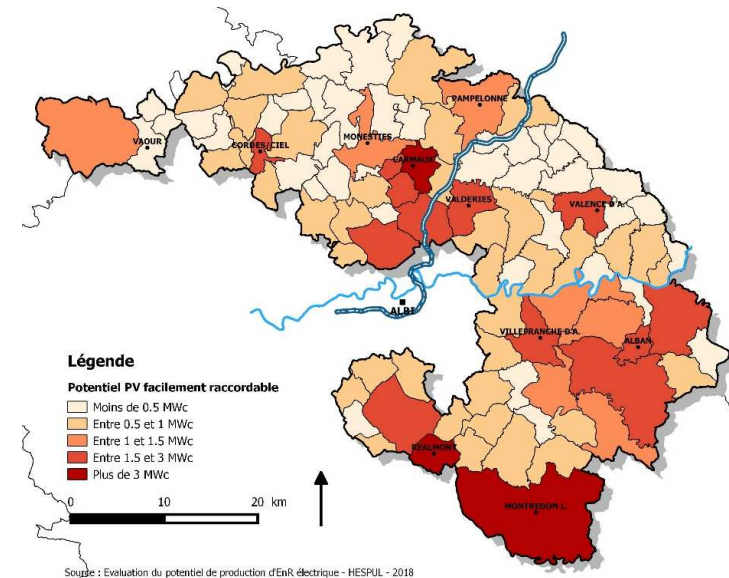 PAMPELONNE
MONESTIES
VAOUR
CORDES/CIEL
CARMAUX
VALDERIES
VALENCE D'A.
ALBI
VILLEFRANCHE D'A.
ALBAN
Légende
Potentiel PV facilement raccordable
Moins de 0.5 MWc
Entre 0.5 et 1 MWc
Entre 1 et 1.5 MWc
Entre 1.5 et 3 MWc
Plus de 3 MWc
REALMONT
0 10 20 km
MONTREDON L.
Source : Evaluation du potentiel de production d'EnR électrique - HESPUL - 2018